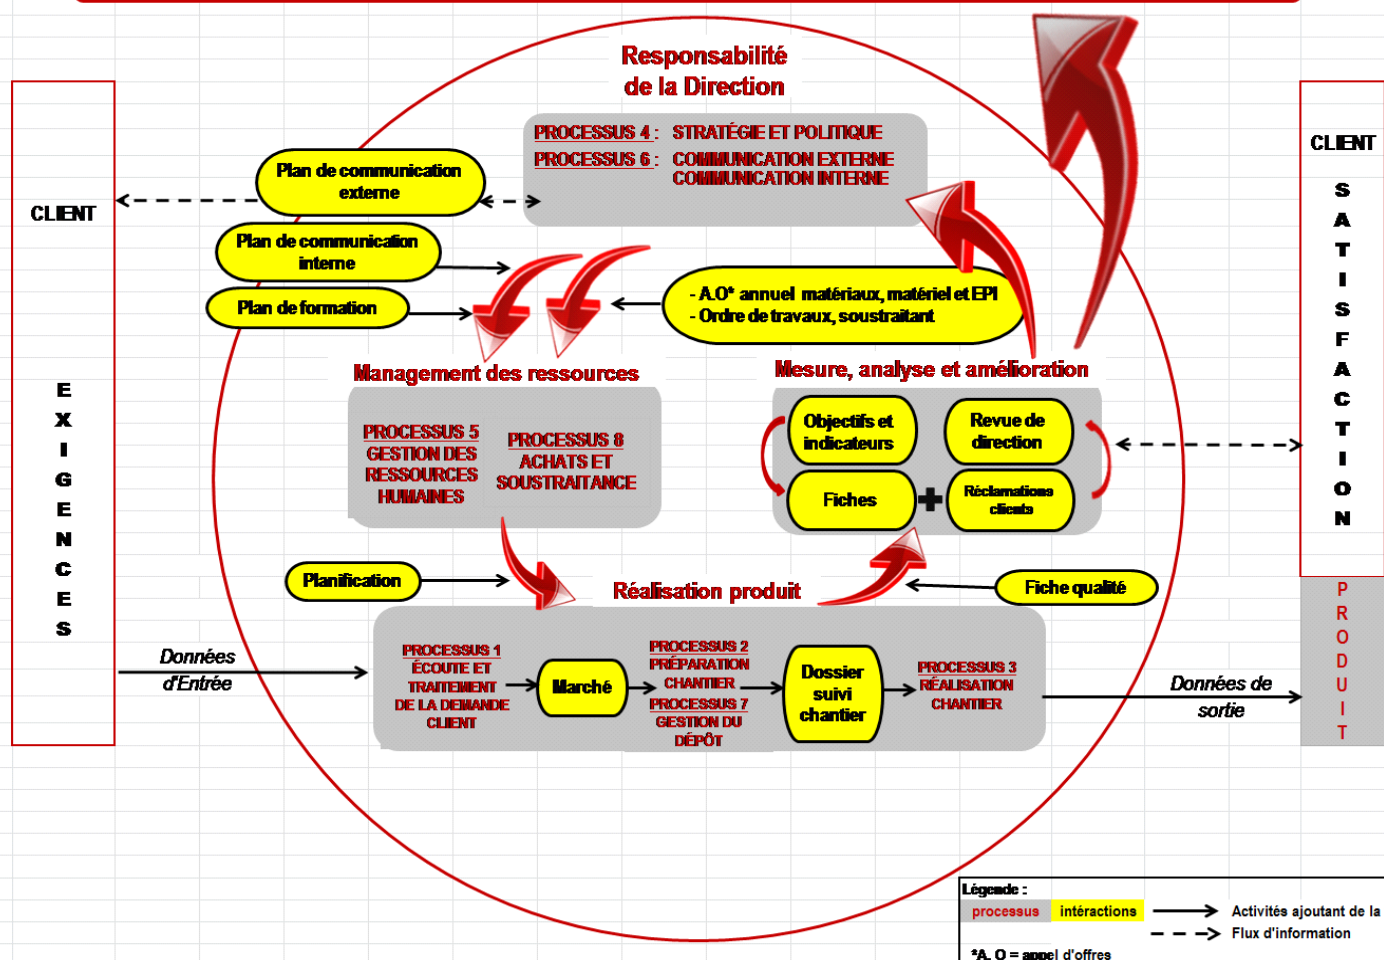 Responsabilité
de la Direction
PROCESSUS 4 : STRATÉGIE ET POLITIQUE
PROCESSUS 6 : COMMUNICATION EXTERNE
COMMUNICATION INTERNE
Plan de communication
externe
Plan de communication
interne
Plan de formation
- A.O* annuel matériaux, matériel et EPI
- Ordre de travaux, soustraitant
CLIENT
E
X
I
G
E
N
C
E
S
CLIENT
S
A
T
I
S
F
A
C
T
I
O
N
P
R
O
D
U
I
T
Management des ressources
PROCESSUS 5
GESTION DES
RESSOURCES
HUMAINES
PROCESSUS 8
ACHATS ET
SOUSTRAITANCE
Mesure, analyse et amélioration
Objectifs et
indicateurs
Revue de
direction
Fiches
Réclamations
clients
Planification
Réalisation produit
Fiche qualité
Données
d'Entrée
PROCESSUS 1
ÉCOUTE ET
TRAITEMENT
DE LA DEMANDE
CLIENT
Marché
PROCESSUS 2
PRÉPARATION
CHANTIER
PROCESSUS 7
GESTION DU
DÉPÔT
Dossier
suivi
chantier
PROCESSUS 3
RÉALISATION
CHANTIER
Données de
sortie
Légende :
processus intéractions Activités ajoutant de la
Flux d'information
*A. O = appel d'offres